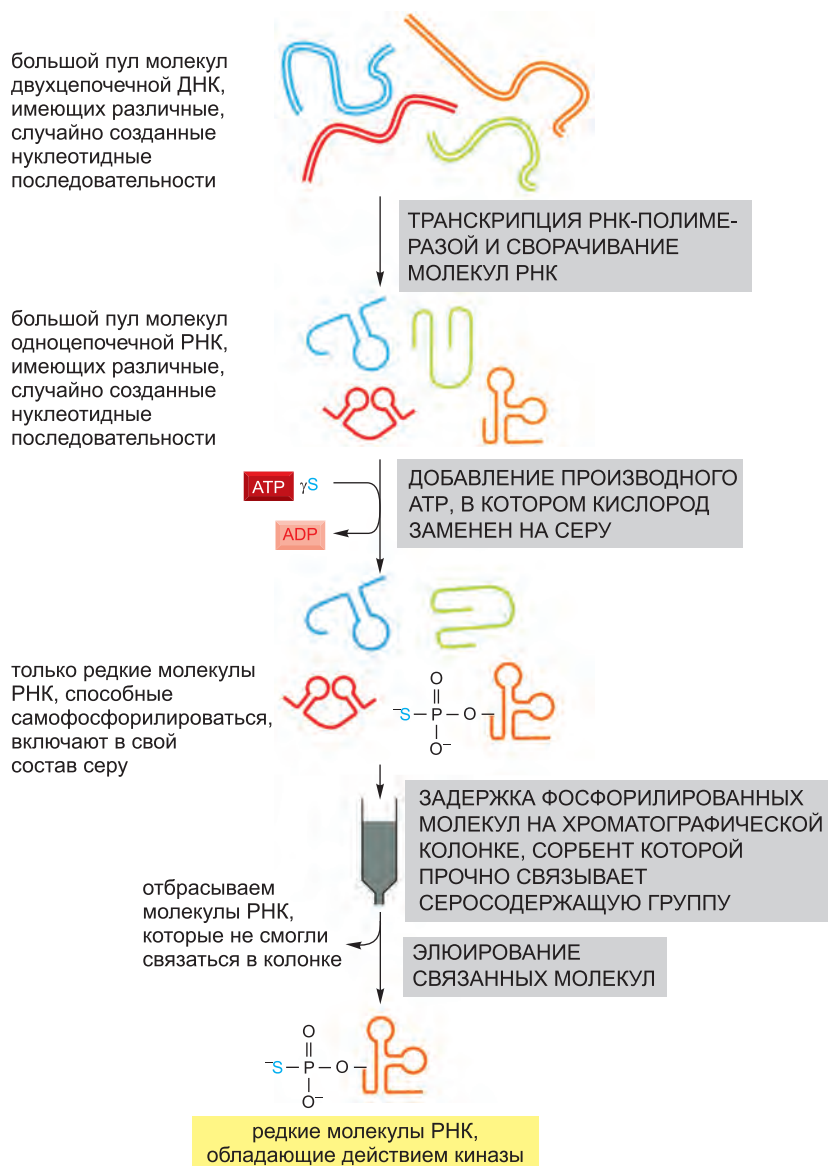 большой пул молекул
двухцепочечной ДНК,
имеющих различные,
случайно созданные
нуклеотидные
последовательности
ТРАНСКРИПЦИЯ РНК-ПОЛИМЕ-
РАЗОЙ И СВОРАЧИВАНИЕ
МОЛЕКУЛ РНК
большой пул молекул
одноцепочечной РНК,
имеющих различные,
случайно созданные
нуклеотидные
последовательности
ATP γS
ADP
ДОБАВЛЕНИЕ ПРОИЗВОДНОГО
АТР, В КОТОРОМ КИСЛОРОД
ЗАМЕНЕН НА СЕРУ
только редкие молекулы
РНК, способные
самофосфорилироваться,
включают в свой
состав серу
O
⁻S – P – O
O⁻
ЗАДЕРЖКА ФОСФОРИЛИРОВАННЫХ
МОЛЕКУЛ НА ХРОМАТОГРАФИЧЕСКОЙ
КОЛОНКЕ, СОРБЕНТ КОТОРОЙ
ПРОЧНО СВЯЗЫВАЕТ
СЕРОСОДЕРЖАЩУЮ ГРУППУ
отбрасываем
молекулы РНК,
которые не смогли
связаться в колонке
ЭЛЮИРОВАНИЕ
СВЯЗАННЫХ МОЛЕКУЛ
O
⁻S – P – O
O⁻
редкие молекулы РНК,
обладающие действием киназы